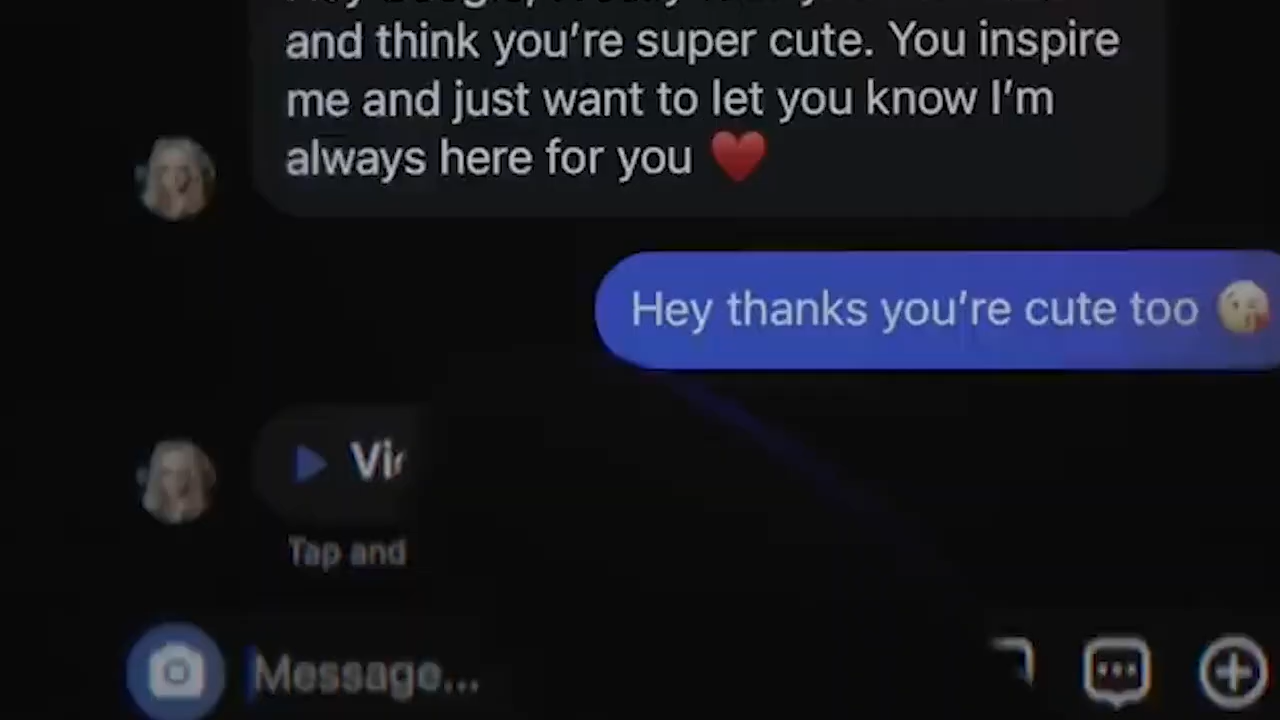 and think you’re super cute. You inspire
me and just want to let you know I’m
always here for you ❤️
Hey thanks you’re cute too 😘
Tap and
Message...